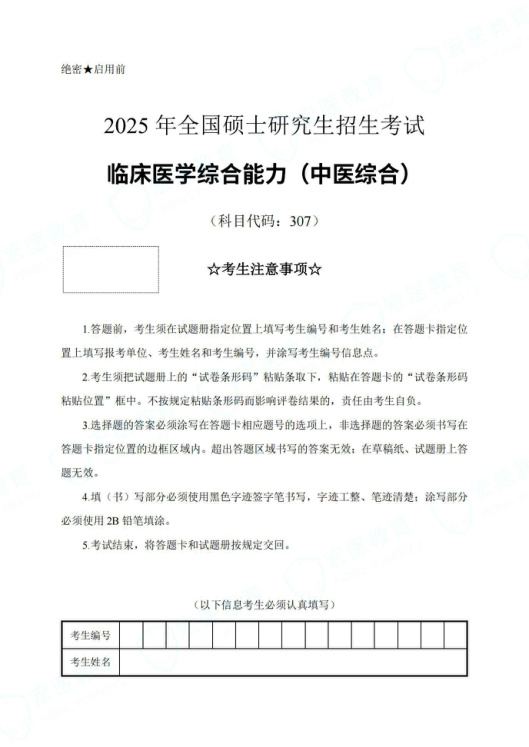 绝密★启用前
2025 年全国硕士研究生招生考试
临床医学综合能力（中医综合）
（科目代码：307）
☆考生注意事项☆
1.答题前，考生须在试题册指定位置上填写考生编号和考生姓名；在答题卡指定位
置上填写报考单位、考生姓名和考生编号，并涂写考生编号信息点。
2.考生须把试题册上的“试卷条形码”粘贴条取下，粘贴在答题卡的“试卷条形码
粘贴位置”框中。不按规定粘贴条形码而影响评卷结果的，责任由考生自负。
3.选择题的答案必须涂写在答题卡相应题号的选项上，非选择题的答案必须书写在
答题卡指定位置的边框区域内。超出答题区域书写的答案无效；在草稿纸、试题册上答
题无效。
4.填（书）写部分必须使用黑色字迹签字笔书写，字迹工整、笔迹清楚；涂写部分
必须使用 2B 铅笔填涂。
5.考试结束，将答题卡和试题册按规定交回。
（以下信息考生必须认真填写）
考生编号
考生姓名